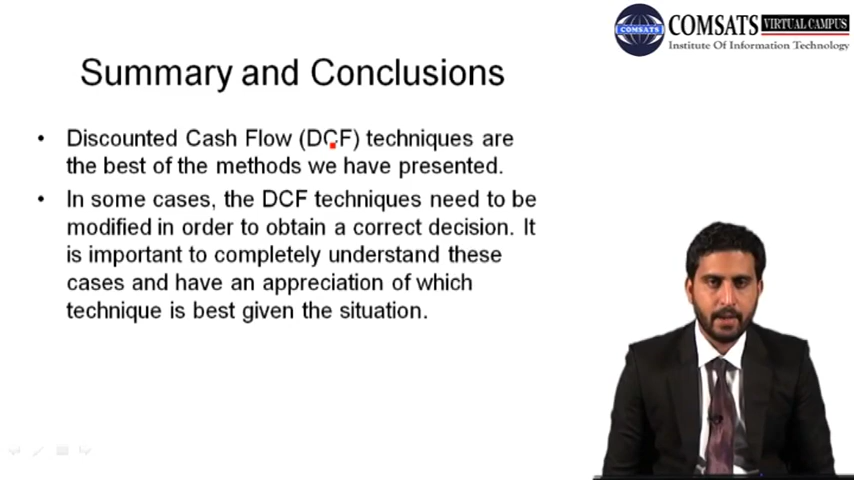 COMSATS
COMSATS VIRTUAL CAMPUS
Institute Of Information Technology
Summary and Conclusions
• Discounted Cash Flow (DCF) techniques are
the best of the methods we have presented.
• In some cases, the DCF techniques need to be
modified in order to obtain a correct decision. It
is important to completely understand these
cases and have an appreciation of which
technique is best given the situation.